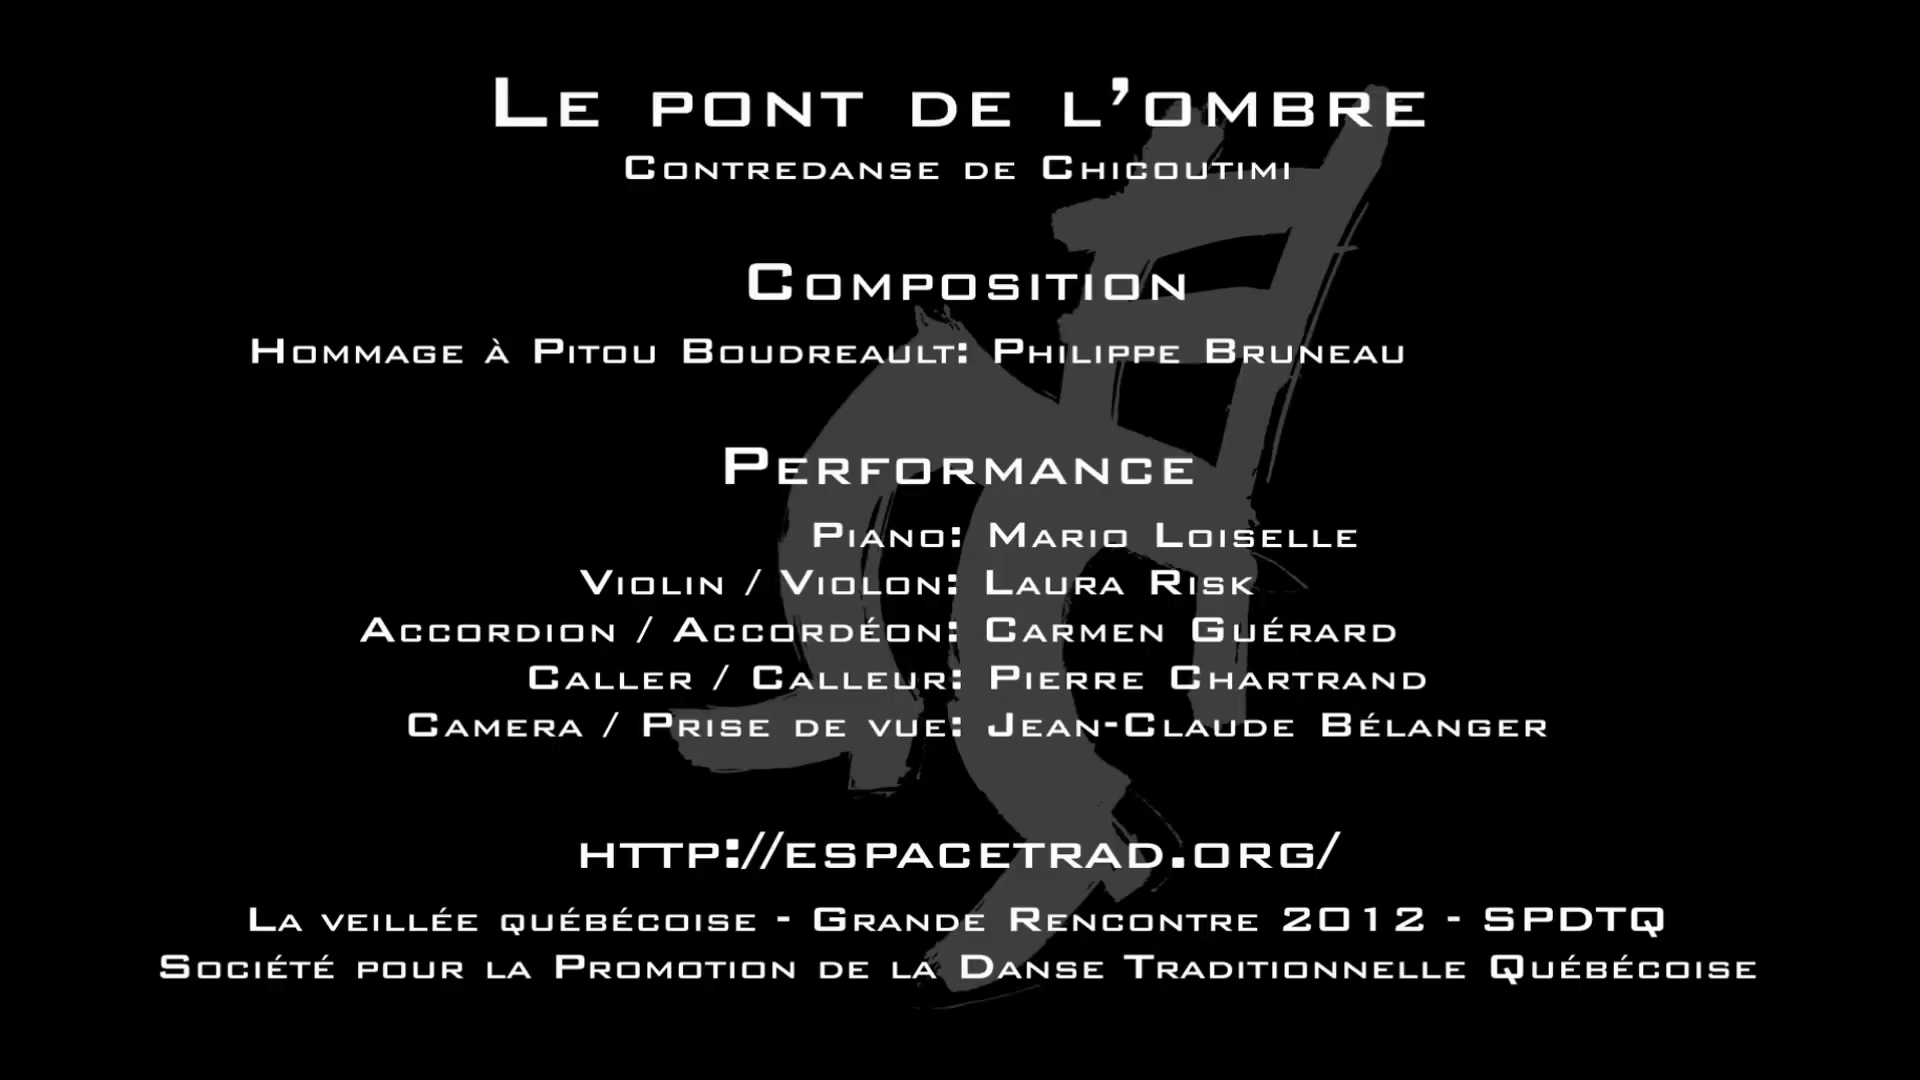 Le pont de l’ombre
Contredanse de Chicoutimi
Composition
Hommage à Pitou Boudreault: Philippe Bruneau
Performance
Piano: Mario Loiselle
Violin / Violon: Laura Risk
Accordion / Accordéon: Carmen Guérard
Caller / Calleur: Pierre Chartrand
Camera / Prise de vue: Jean-Claude Bélanger
http://espacetrad.org/
La veillée québécoise - Grande Rencontre 2012 - SPDTQ
Société pour la Promotion de la Danse Traditionnelle Québécoise